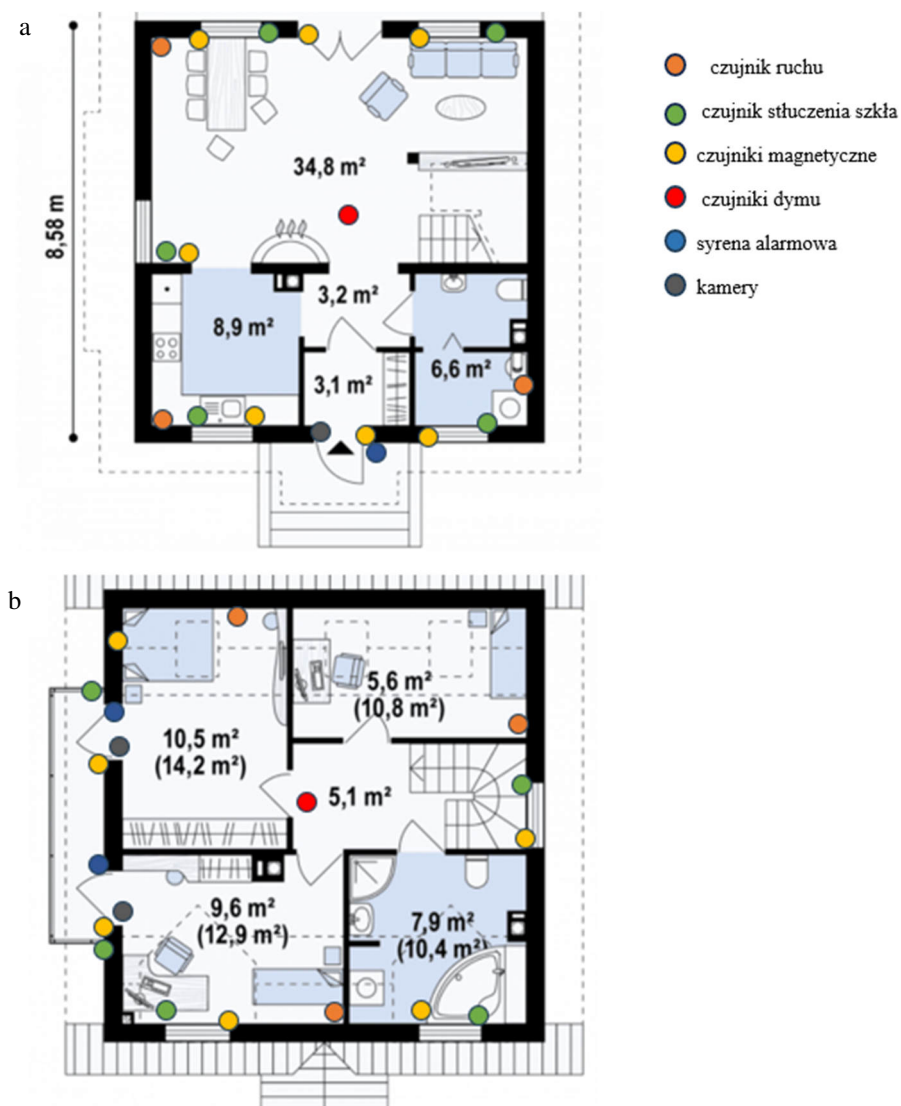 a
8,58 m
34,8 m²
3,2 m²
8,9 m²
3,1 m²
6,6 m²
czujnik ruchu
czujnik stłuczenia szkła
czujniki magnetyczne
czujniki dymu
syrena alarmowa
kamery
b
5,6 m²
(10,8 m²)
10,5 m²
(14,2 m²)
5,1 m²
9,6 m²
(12,9 m²)
7,9 m²
(10,4 m²)